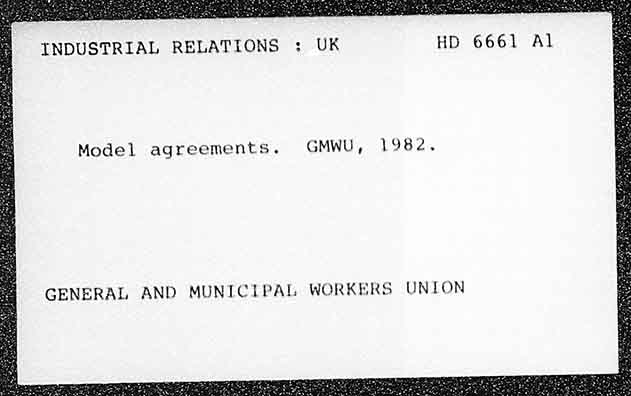 INDUSTRIAL RELATIONS : UK HD 6661 A1
Model agreements. GMWU, 1982.
GENERAL AND MUNICIPAL WORKERS UNION